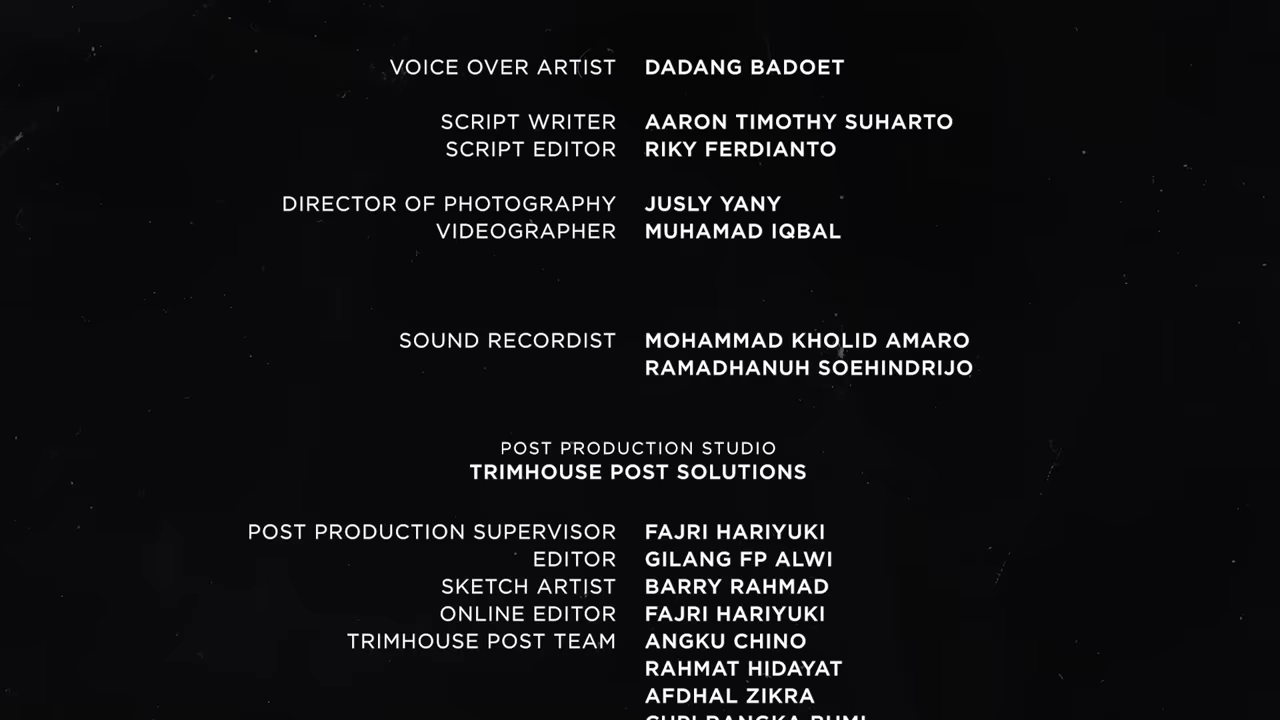 VOICE OVER ARTIST DADANG BADOET
SCRIPT WRITER AARON TIMOTHY SUHARTO
SCRIPT EDITOR RIKY FERDIANTO
DIRECTOR OF PHOTOGRAPHY JUSLY YANY
VIDEOGRAPHER MUHAMAD IQBAL
SOUND RECORDIST MOHAMMAD KHOLID AMARO
RAMADHANUH SOEHINDRIJO
POST PRODUCTION STUDIO
TRIMHOUSE POST SOLUTIONS
POST PRODUCTION SUPERVISOR FAJRI HARIYUKI
EDITOR GILANG FP ALWI
SKETCH ARTIST BARRY RAHMAD
ONLINE EDITOR FAJRI HARIYUKI
TRIMHOUSE POST TEAM ANGKU CHINO
RAHMAT HIDAYAT
AFDHAL ZIKRA